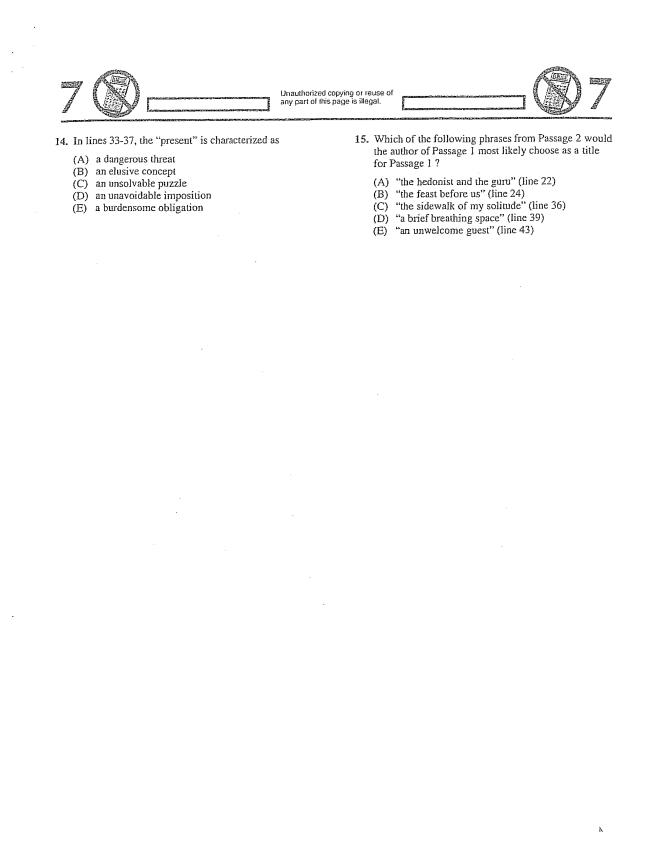 7
Unauthorized copying or reuse of
any part of this page is illegal.
7
14. In lines 33-37, the "present" is characterized as
(A) a dangerous threat
(B) an elusive concept
(C) an unsolvable puzzle
(D) an unavoidable imposition
(E) a burdensome obligation
15. Which of the following phrases from Passage 2 would
the author of Passage 1 most likely choose as a title
for Passage 1 ?
(A) "the hedonist and the guru" (line 22)
(B) "the feast before us" (line 24)
(C) "the sidewalk of my solitude" (line 36)
(D) "a brief breathing space" (line 39)
(E) "an unwelcome guest" (line 43)